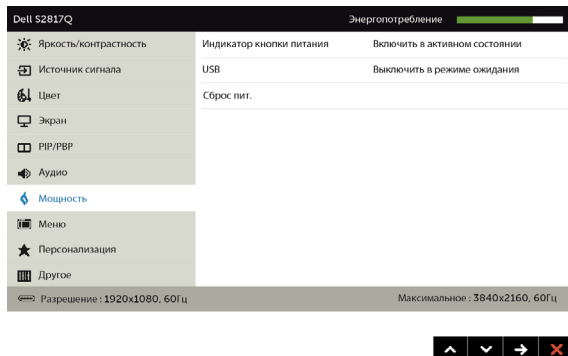 Dell S2817Q Энергопотребление
Яркость/контрастность Индикатор кнопки питания Включить в активном состоянии
Источник сигнала USB Выключить в режиме ожидания
Цвет Сброс пит.
Экран
PIP/PBP
Аудио
Мощность
Меню
Персонализация
Другое
Разрешение : 1920x1080, 60Гц Максимальное : 3840x2160, 60Гц